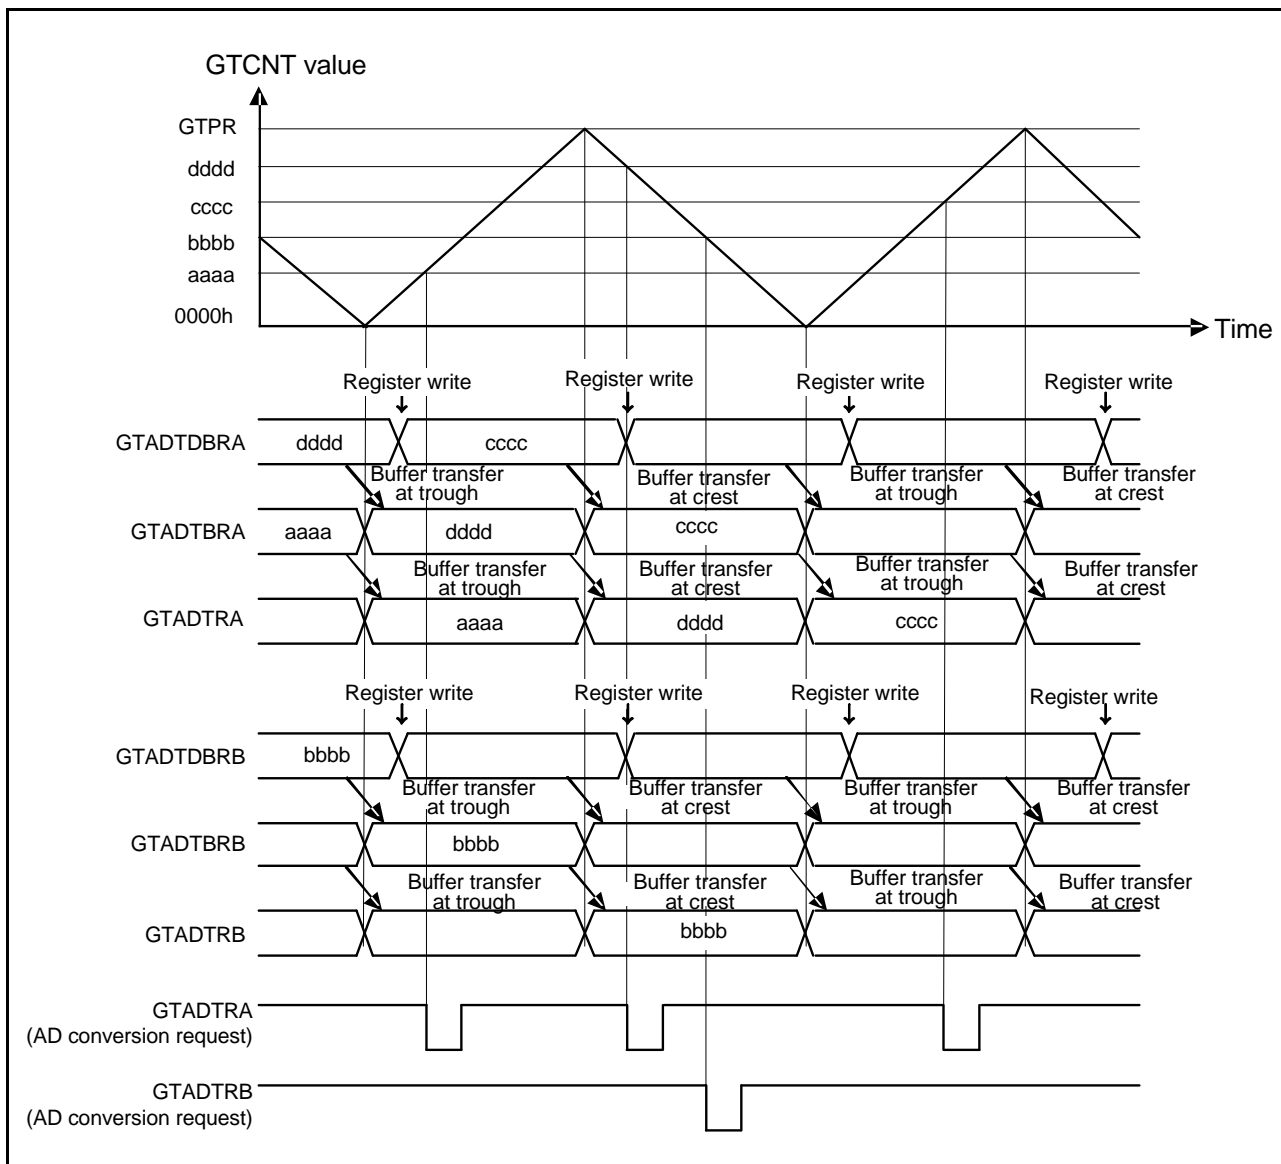 GTCNT value
GTPR
dddd
cccc
bbbb
aaaa
0000h
Time
Register write
Register write
Register write
Register write
GTADTDBRA
dddd
cccc
Buffer transfer
at trough
Buffer transfer
at crest
Buffer transfer
at trough
Buffer transfer
at crest
GTADTBRA
aaaa
dddd
cccc
Buffer transfer
at trough
Buffer transfer
at crest
Buffer transfer
at trough
Buffer transfer
at crest
GTADTRA
aaaa
dddd
cccc
Register write
Register write
Register write
Register write
GTADTDBRB
bbbb
Buffer transfer
at trough
Buffer transfer
at crest
Buffer transfer
at trough
Buffer transfer
at crest
GTADTBRB
bbbb
Buffer transfer
at trough
Buffer transfer
at crest
Buffer transfer
at trough
Buffer transfer
at crest
GTADTRB
bbbb
GTADTRA
(AD conversion request)
GTADTRB
(AD conversion request)